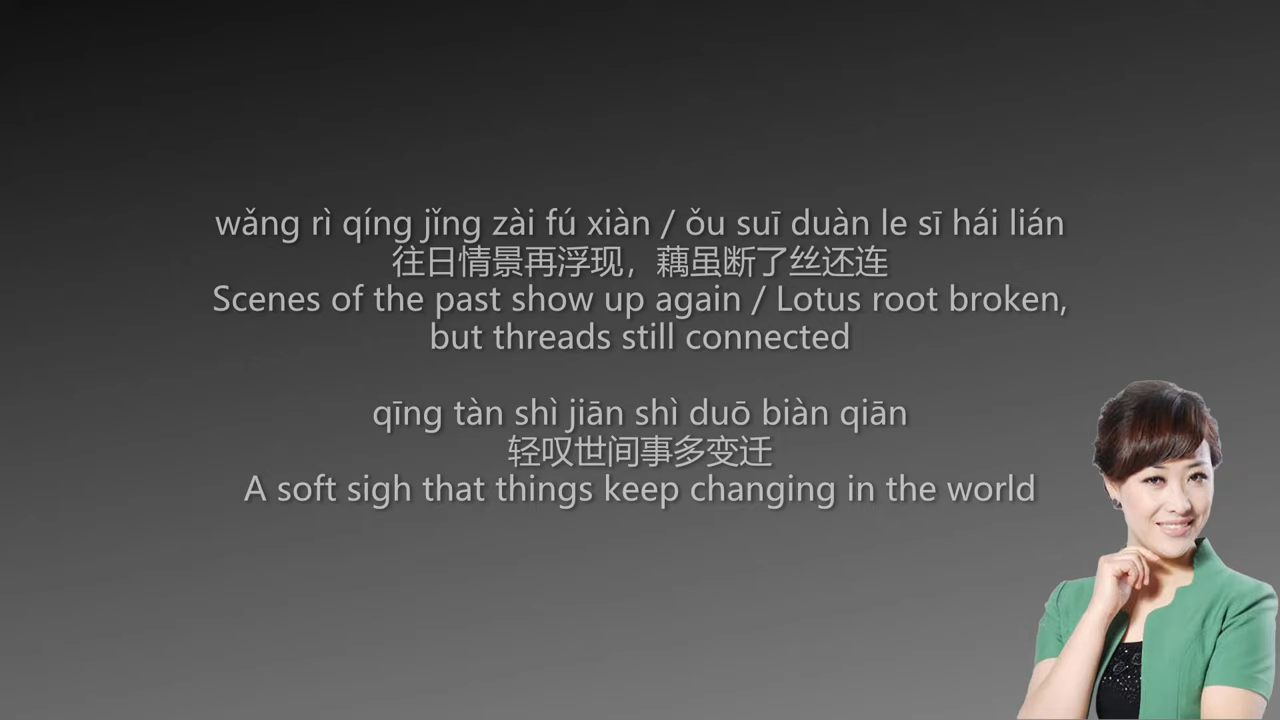 wǎng rì qíng jǐng zài fú xiàn / ǒu suī duàn le sī hái lián
往日情景再浮现，藕虽断了丝还连
Scenes of the past show up again / Lotus root broken,
but threads still connected
qīng tàn shì jiān shì duō biàn qiān
轻叹世间事多变迁
A soft sigh that things keep changing in the world